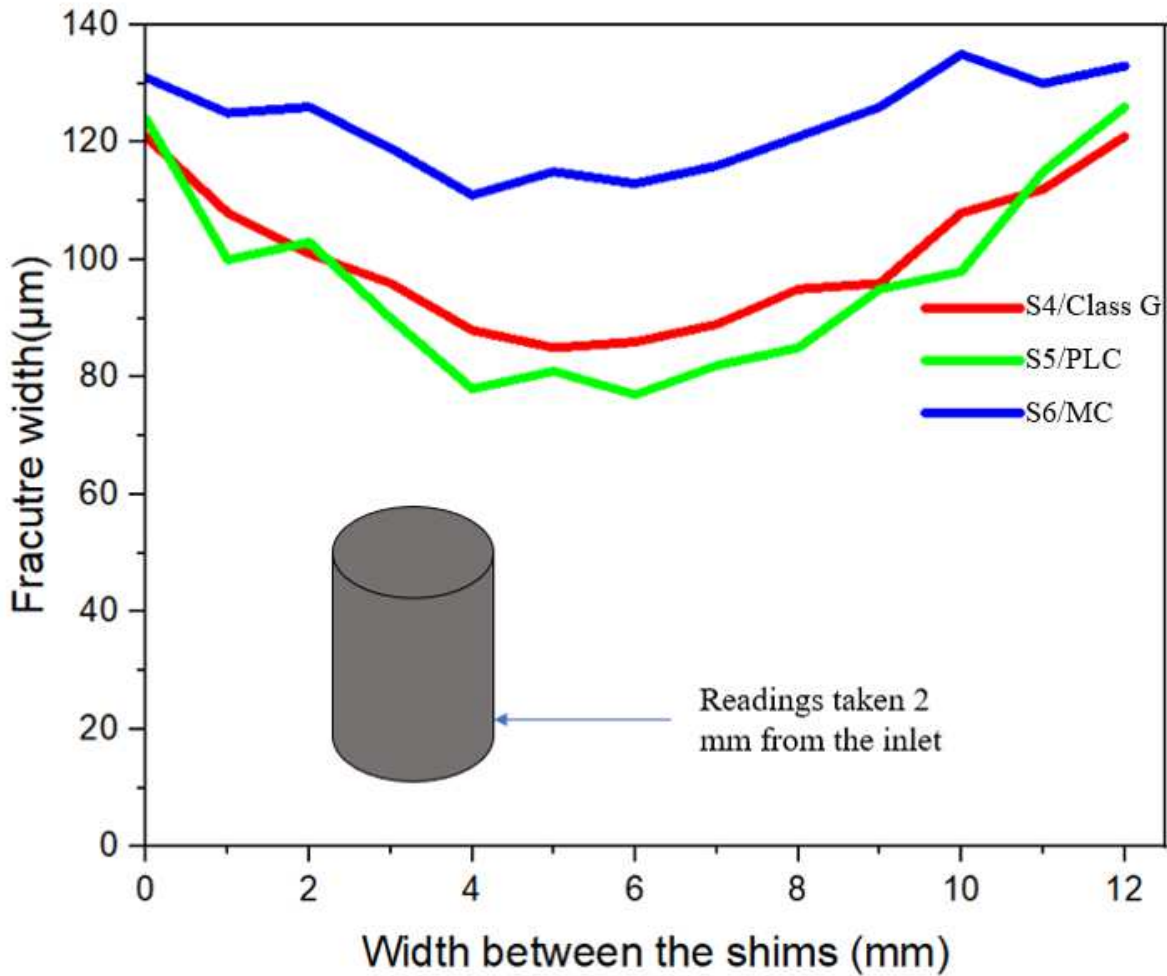 140
120
100
80
60
40
20
0
Fracutre width(μm)
S4/Class G
S5/PLC
S6/MC
Readings taken 2
mm from the inlet
0 2 4 6 8 10 12
Width between the shims (mm)